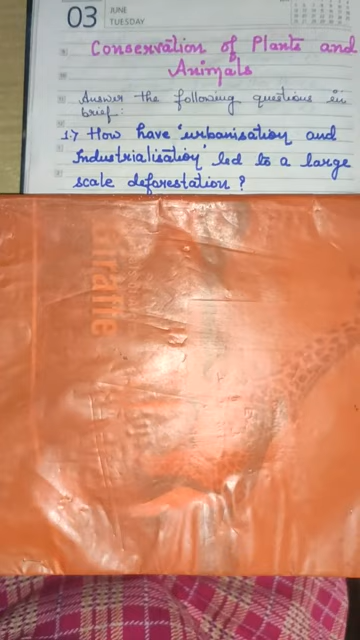 03
JUNE
TUESDAY
Conservation of Plants and
Animals
Answer the following questions in
brief:
1.7 How have 'urbanisation and
Industrialisation' led to a large
scale deforestation ?
Giraffe